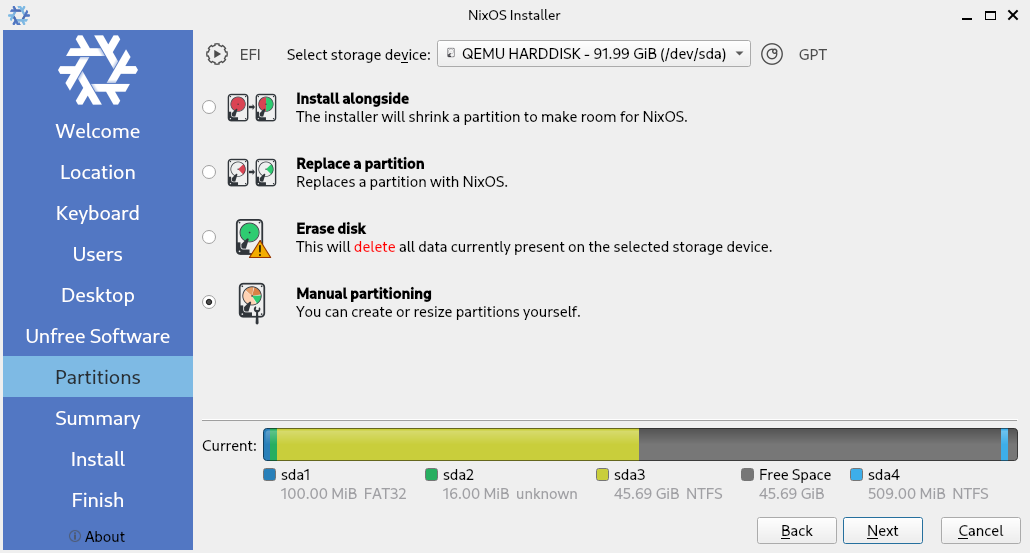 NixOS Installer
Welcome
Location
Keyboard
Users
Desktop
Unfree Software
Partitions
Summary
Install
Finish
About
EFI Select storage device: QEMU HARDDISK - 91.99 GiB (/dev/sda) GPT
Install alongside
The installer will shrink a partition to make room for NixOS.
Replace a partition
Replaces a partition with NixOS.
Erase disk
This will delete all data currently present on the selected storage device.
Manual partitioning
You can create or resize partitions yourself.
Current:
sda1 sda2 sda3 Free Space sda4
100.00 MiB FAT32 16.00 MiB unknown 45.69 GiB NTFS 45.69 GiB 509.00 MiB NTFS
Back Next Cancel